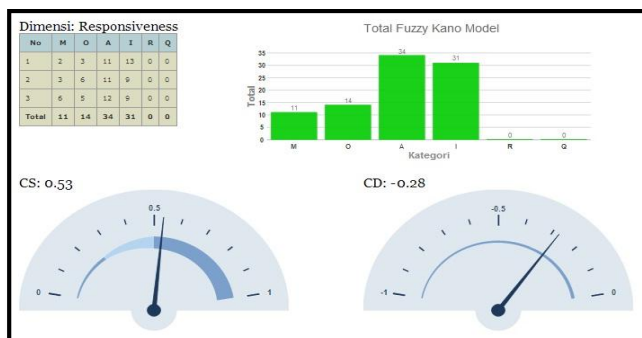 Dimensi: Responsiveness
No M O A I R Q
1 2 3 11 13 0 0
2 3 6 11 9 0 0
3 6 5 12 9 0 0
Total 11 14 34 31 0 0
Total Fuzzy Kano Model
Total
35
30
25
20
15
10
5
0
11 14 34 31 0 0
M O A I R Q
Kategori
CS: 0.53
0 0.5 1
CD: -0.28
-1 -0.5 0